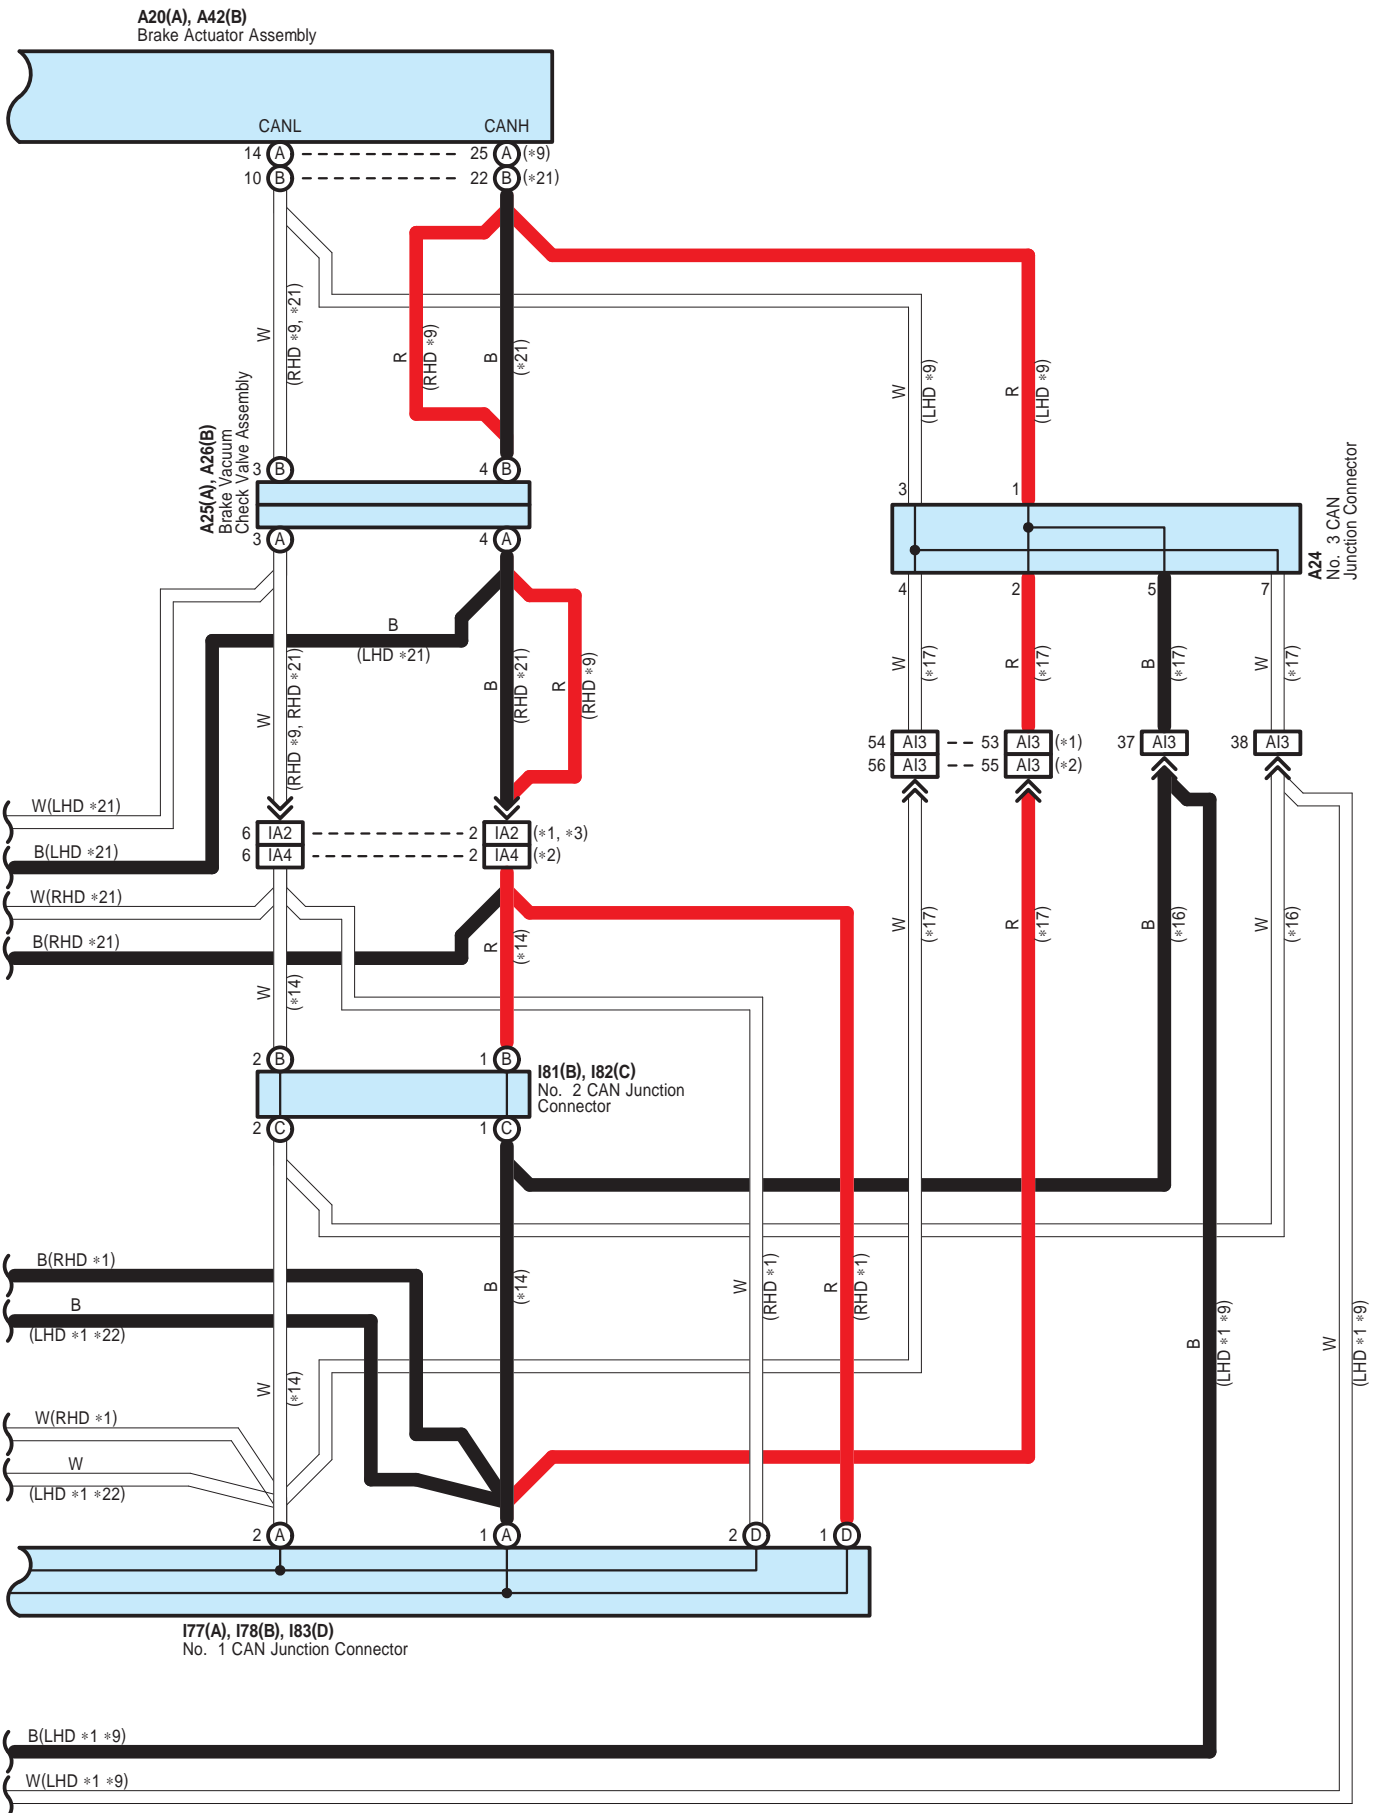 A20(A), A42(B)
Brake Actuator Assembly
CANL
CANH
14 A
25 A (*9)
10 B
22 B (*21)
W
(RHD *9, *21)
R
(RHD *9)
B
(*21)
W
(LHD *9)
R
(LHD *9)
A25(A), A26(B)
Brake Vacuum
Check Valve Assembly
3 B
4 B
3 A
4 A
3
1
A24
No. 3 CAN
Junction Connector
4
2
5
7
B
(LHD *21)
W
(RHD *9, RHD *21)
B
(RHD *21)
R
(RHD *9)
W
(*17)
R
(*17)
B
(*17)
W
(*17)
54 AI3
53 AI3 (*1)
37 AI3
38 AI3
56 AI3
55 AI3 (*2)
W(LHD *21)
B(LHD *21)
6 IA2
2 IA2 (*1, *3)
6 IA4
2 IA4 (*2)
W(RHD *21)
B(RHD *21)
W
(*14)
R
(*14)
W
(*17)
R
(*17)
B
(*16)
W
(*16)
2 B
1 B
I81(B), I82(C)
No. 2 CAN Junction
Connector
2 C
1 C
B(RHD *1)
B
(LHD *1 *22)
B
(*14)
W
(RHD *1)
R
(RHD *1)
B
(LHD *1 *9)
W
(LHD *1 *9)
W
(*14)
W(RHD *1)
W
(LHD *1 *22)
2 A
1 A
2 D
1 D
I77(A), I78(B), I83(D)
No. 1 CAN Junction Connector
B(LHD *1 *9)
W(LHD *1 *9)